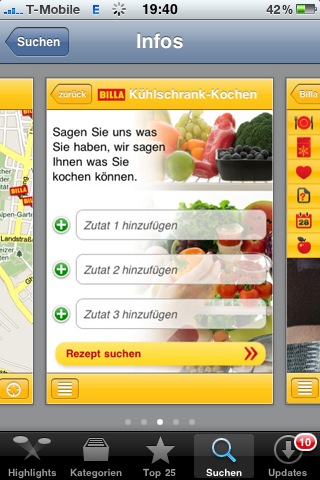 T-Mobile E 19:40 42%
Suchen Infos
zurück BILLA Kühlschrank-Kochen
Billa
Sagen Sie uns was
Sie haben, wir sagen
Ihnen was Sie
kochen können.
Zutat 1 hinzufügen
Zutat 2 hinzufügen
Zutat 3 hinzufügen
Rezept suchen
BILLA
BILLA
28
Highlights Kategorien Top 25 Suchen Updates
10